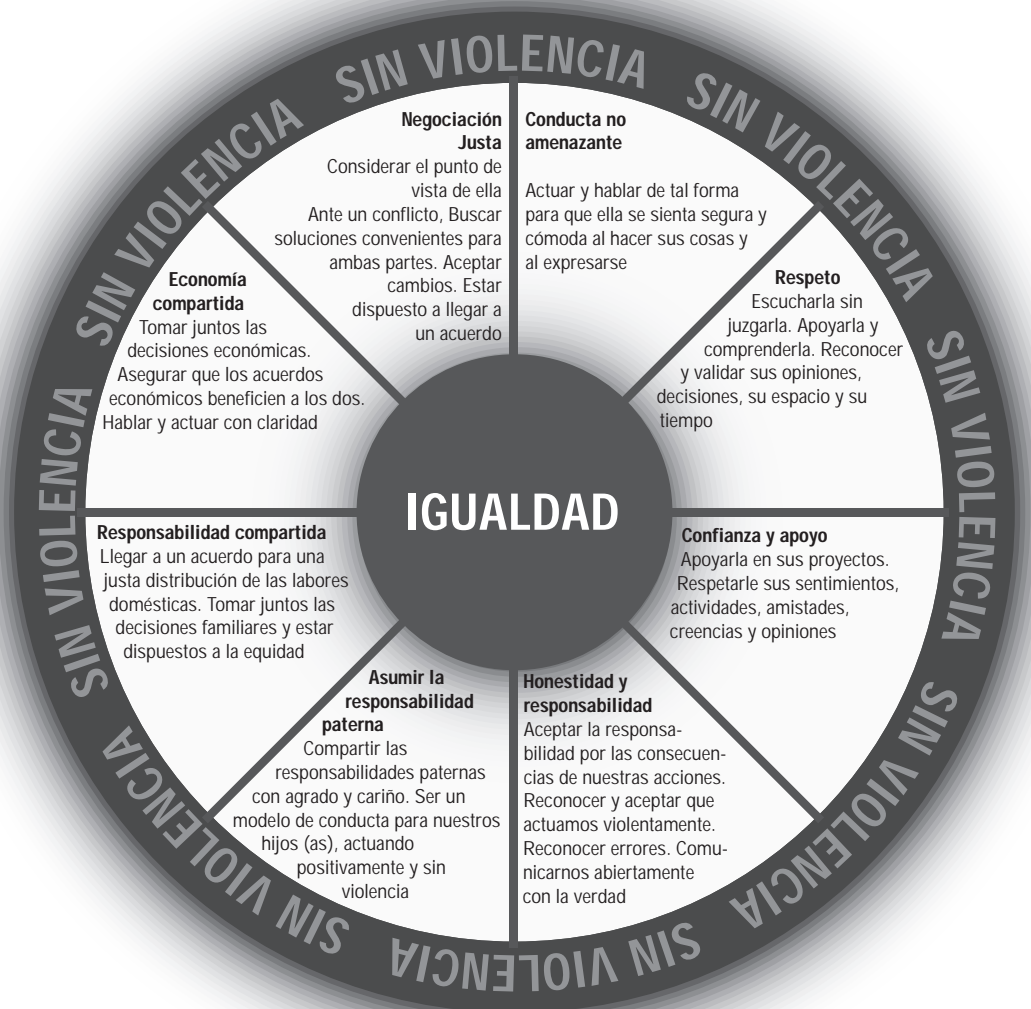 SIN VIOLENCIA
SIN VIOLENCIA
SIN VIOLENCIA
SIN VIOLENCIA
SIN VIOLENCIA
SIN VIOLENCIA
SIN VIOLENCIA
SIN VIOLENCIA
IGUALDAD
Negociación
Justa
Considerar el punto de
vista de ella
Ante un conflicto, Buscar
soluciones convenientes para
ambas partes. Aceptar
cambios. Estar
dispuesto a llegar a
un acuerdo
Conducta no
amenazante
Actuar y hablar de tal forma
para que ella se sienta segura y
cómoda al hacer sus cosas y
al expresarse
Respeto
Escucharla sin
juzgarla. Apoyarla y
comprenderla. Reconocer
y validar sus opiniones,
decisiones, su espacio y su
tiempo
Confianza y apoyo
Apoyarla en sus proyectos.
Respetarle sus sentimientos,
actividades, amistades,
creencias y opiniones
Honestidad y
responsabilidad
Aceptar la responsa-
bilidad por las consecuen-
cias de nuestras acciones.
Reconocer y aceptar que
actuamos violentamente.
Reconocer errores. Comu-
nicarnos abiertamente
con la verdad
Asumir la
responsabilidad
paterna
Compartir las
responsabilidades paternas
con agrado y cariño. Ser un
modelo de conducta para nuestros
hijos (as), actuando
positivamente y sin
violencia
Responsabilidad compartida
Llegar a un acuerdo para una
justa distribución de las labores
domésticas. Tomar juntos las
decisiones familiares y estar
dispuestos a la equidad
Economía
compartida
Tomar juntos las
decisiones económicas.
Asegurar que los acuerdos
económicos beneficien a los dos.
Hablar y actuar con claridad